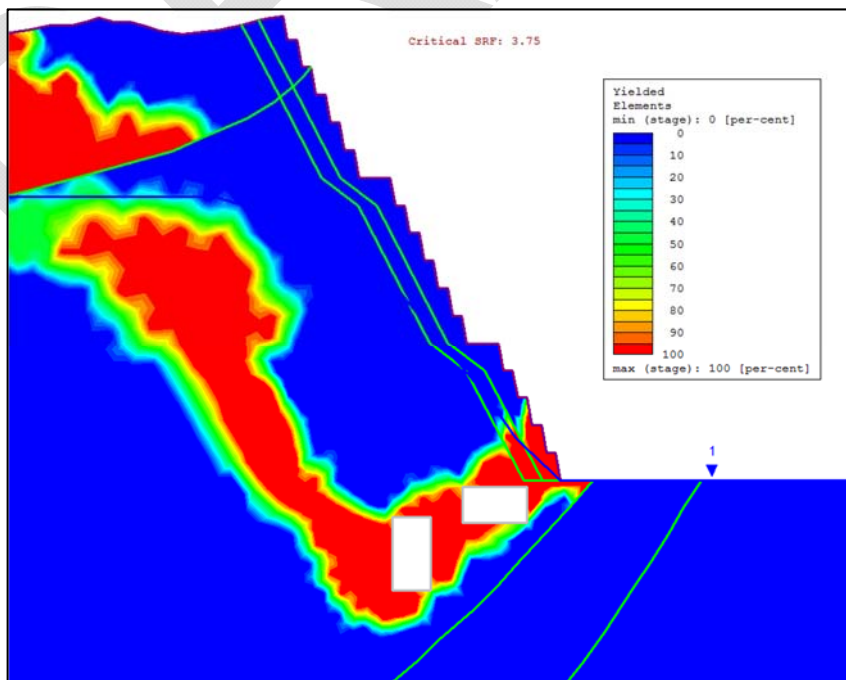 Critical SRF: 3.75
Yielded
Elements
min (stage): 0 [per-cent]
0
10
20
30
40
50
60
70
80
90
100
max (stage): 100 [per-cent]
1